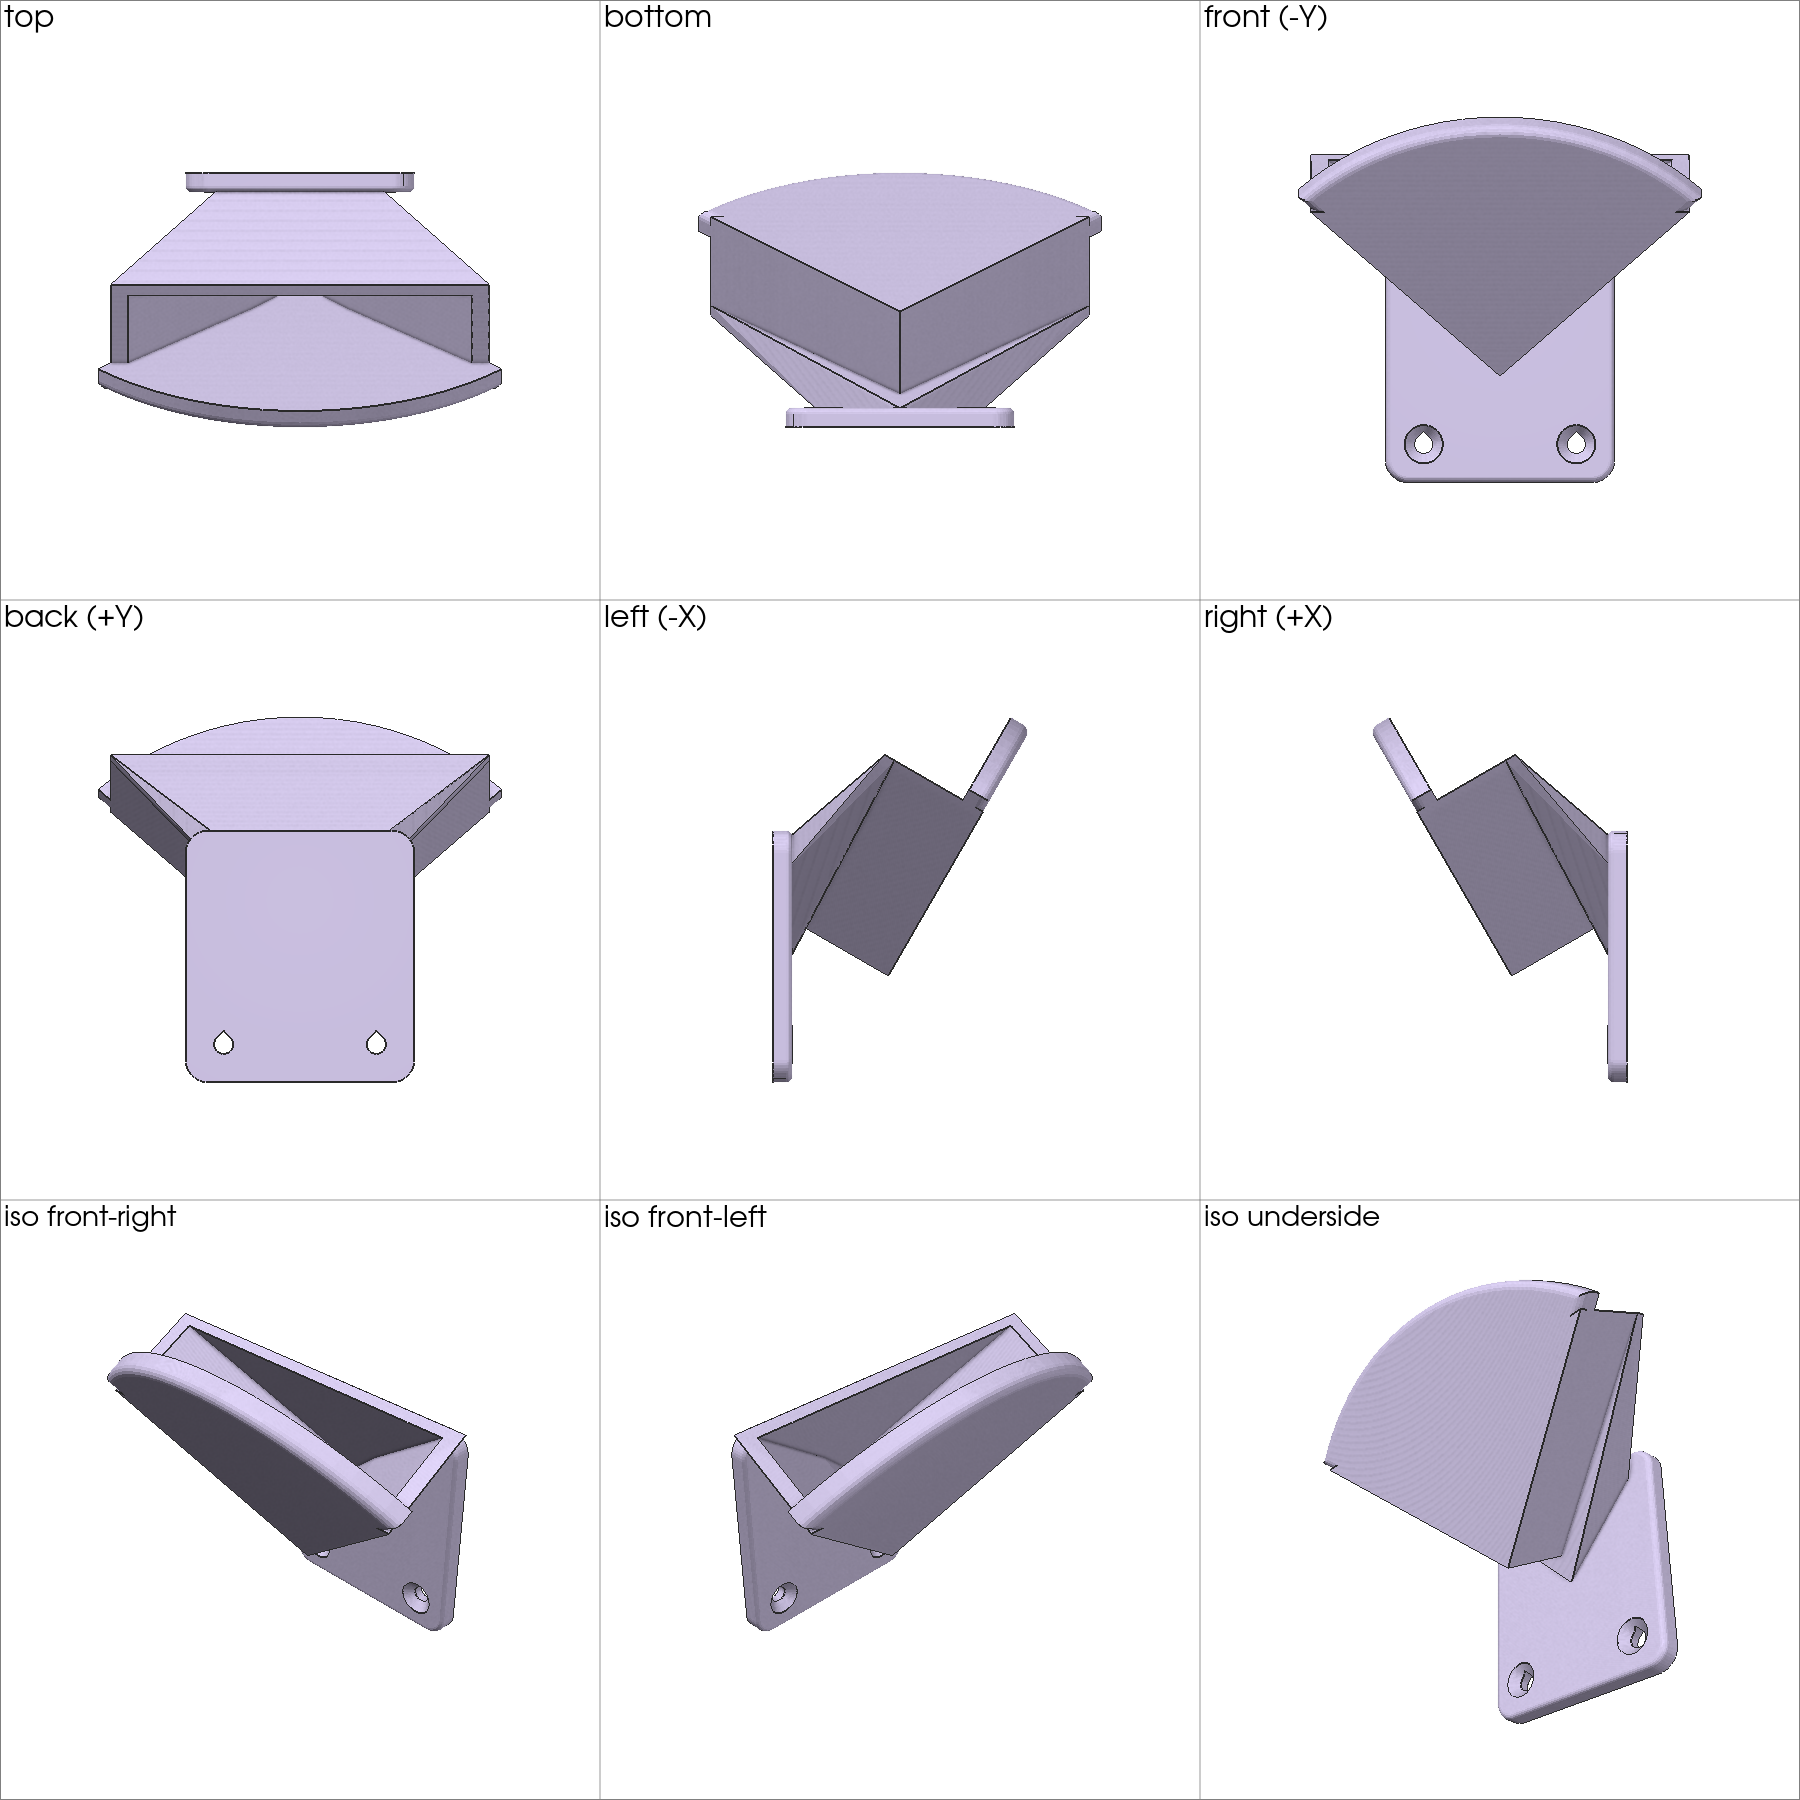 top
bottom
front (-Y)
back (+Y)
left (-X)
right (+X)
iso front-right
iso front-left
iso underside